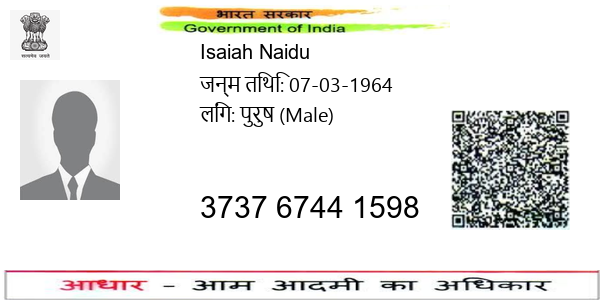 भारत सरकार
Government of India
सत्यमेव जयते
Isaiah Naidu
जन्म तिथि: 07-03-1964
लिंग: पुरुष (Male)
3737 6744 1598
आधार - आम आदमी का अधिकार